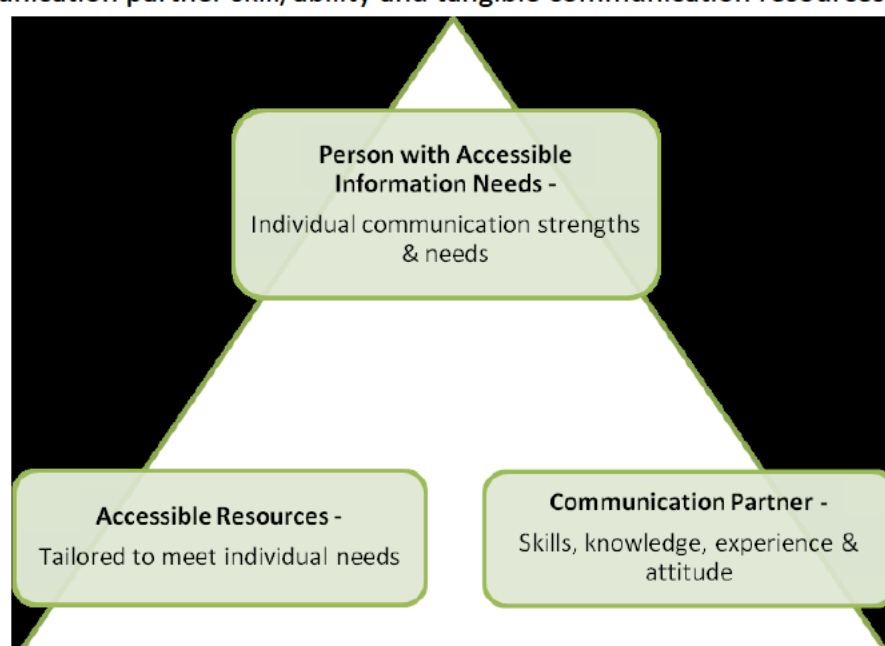 partner skill/ability and tangible communication resources
Person with Accessible
Information Needs -
Individual communication strengths
& needs
Accessible Resources -
Tailored to meet individual needs
Communication Partner -
Skills, knowledge, experience &
attitude